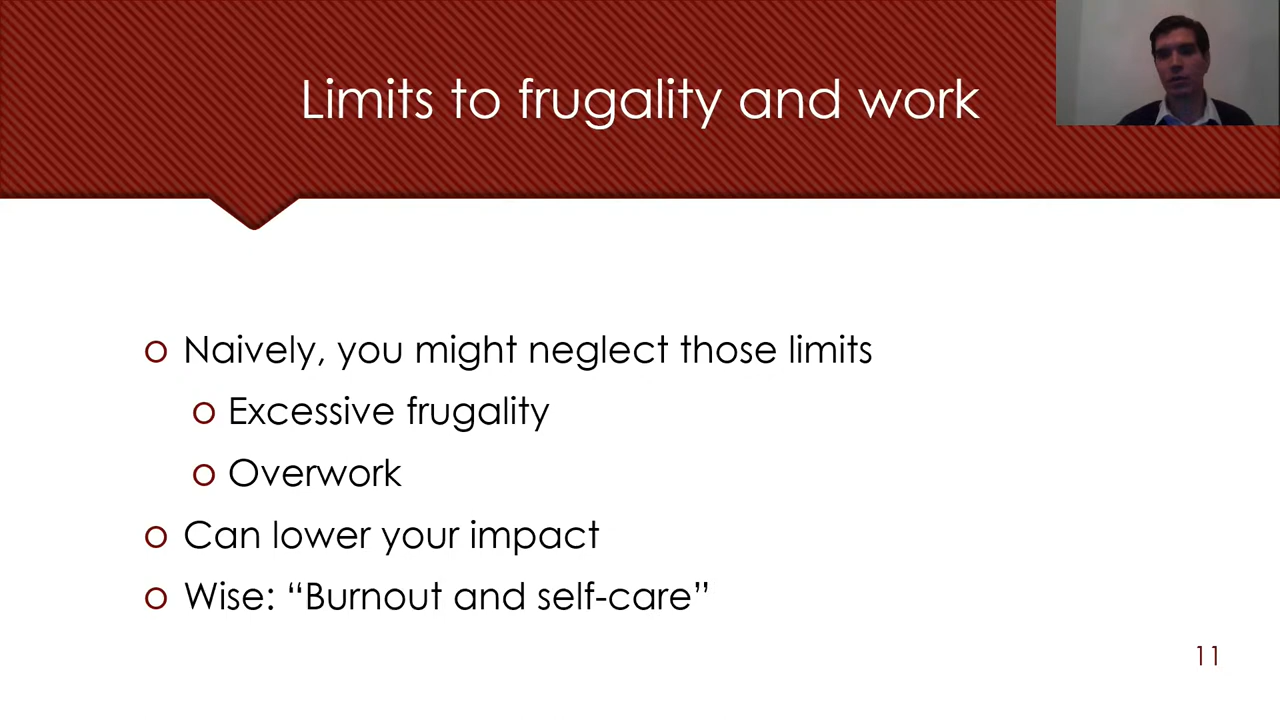 Limits to frugality and work
Naively, you might neglect those limits
Excessive frugality
Overwork
Can lower your impact
Wise: “Burnout and self-care”
11